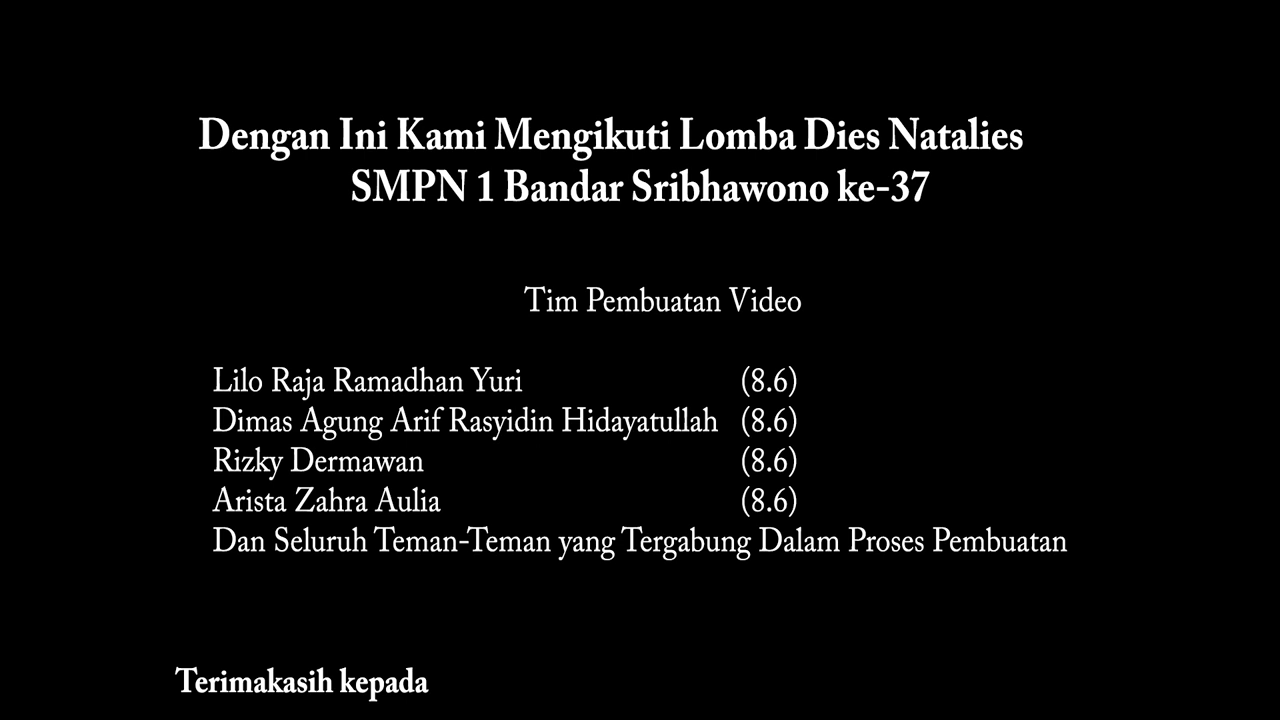 Dengan Ini Kami Mengikuti Lomba Dies Natalies
SMPN 1 Bandar Sribhawono ke-37
Tim Pembuatan Video
Lilo Raja Ramadhan Yuri (8.6)
Dimas Agung Arif Rasyidin Hidayatullah (8.6)
Rizky Dermawan (8.6)
Arista Zahra Aulia (8.6)
Dan Seluruh Teman-Teman yang Tergabung Dalam Proses Pembuatan
Terimakasih kepada